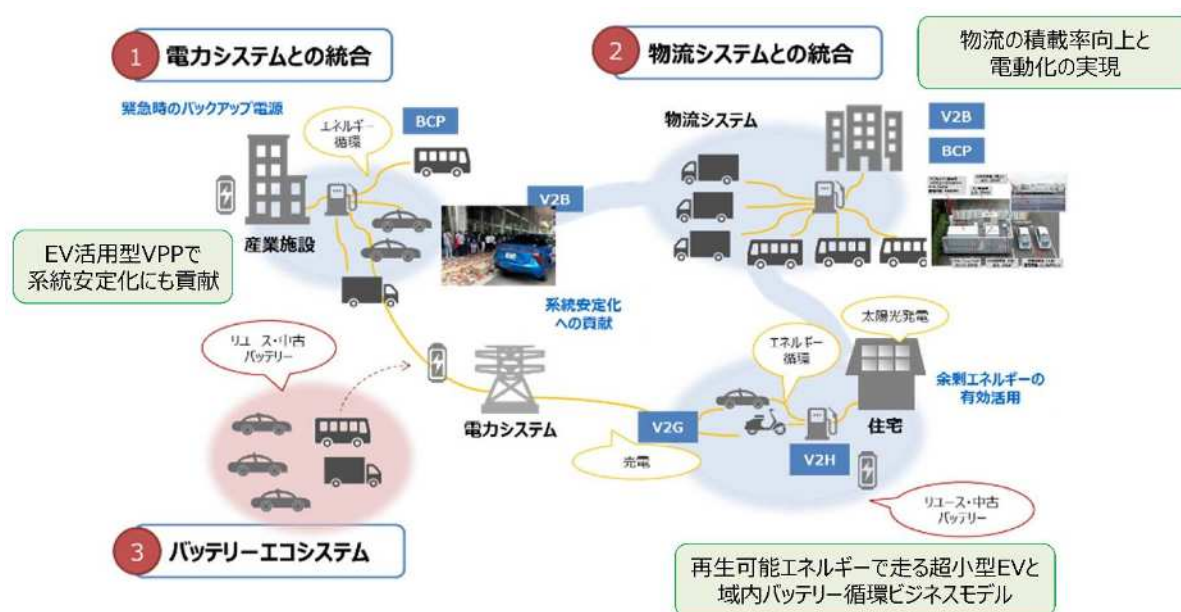 1 電力システムとの統合
2 物流システムとの統合
物流の積載率向上と
電動化の実現
緊急時のバックアップ電源
エネルギー
循環
BCP
物流システム
V2B
BCP
V2B
産業施設
EV活用型VPPで
系統安定化にも貢献
系統安定化
への貢献
リユース・中古
バッテリー
エネルギー
循環
太陽光発電
余剰エネルギーの
有効活用
電力システム
V2G
充電
V2H
住宅
リユース・中古
バッテリー
3 バッテリーエコシステム
再生可能エネルギーで走る超小型EVと
域内バッテリー循環ビジネスモデル